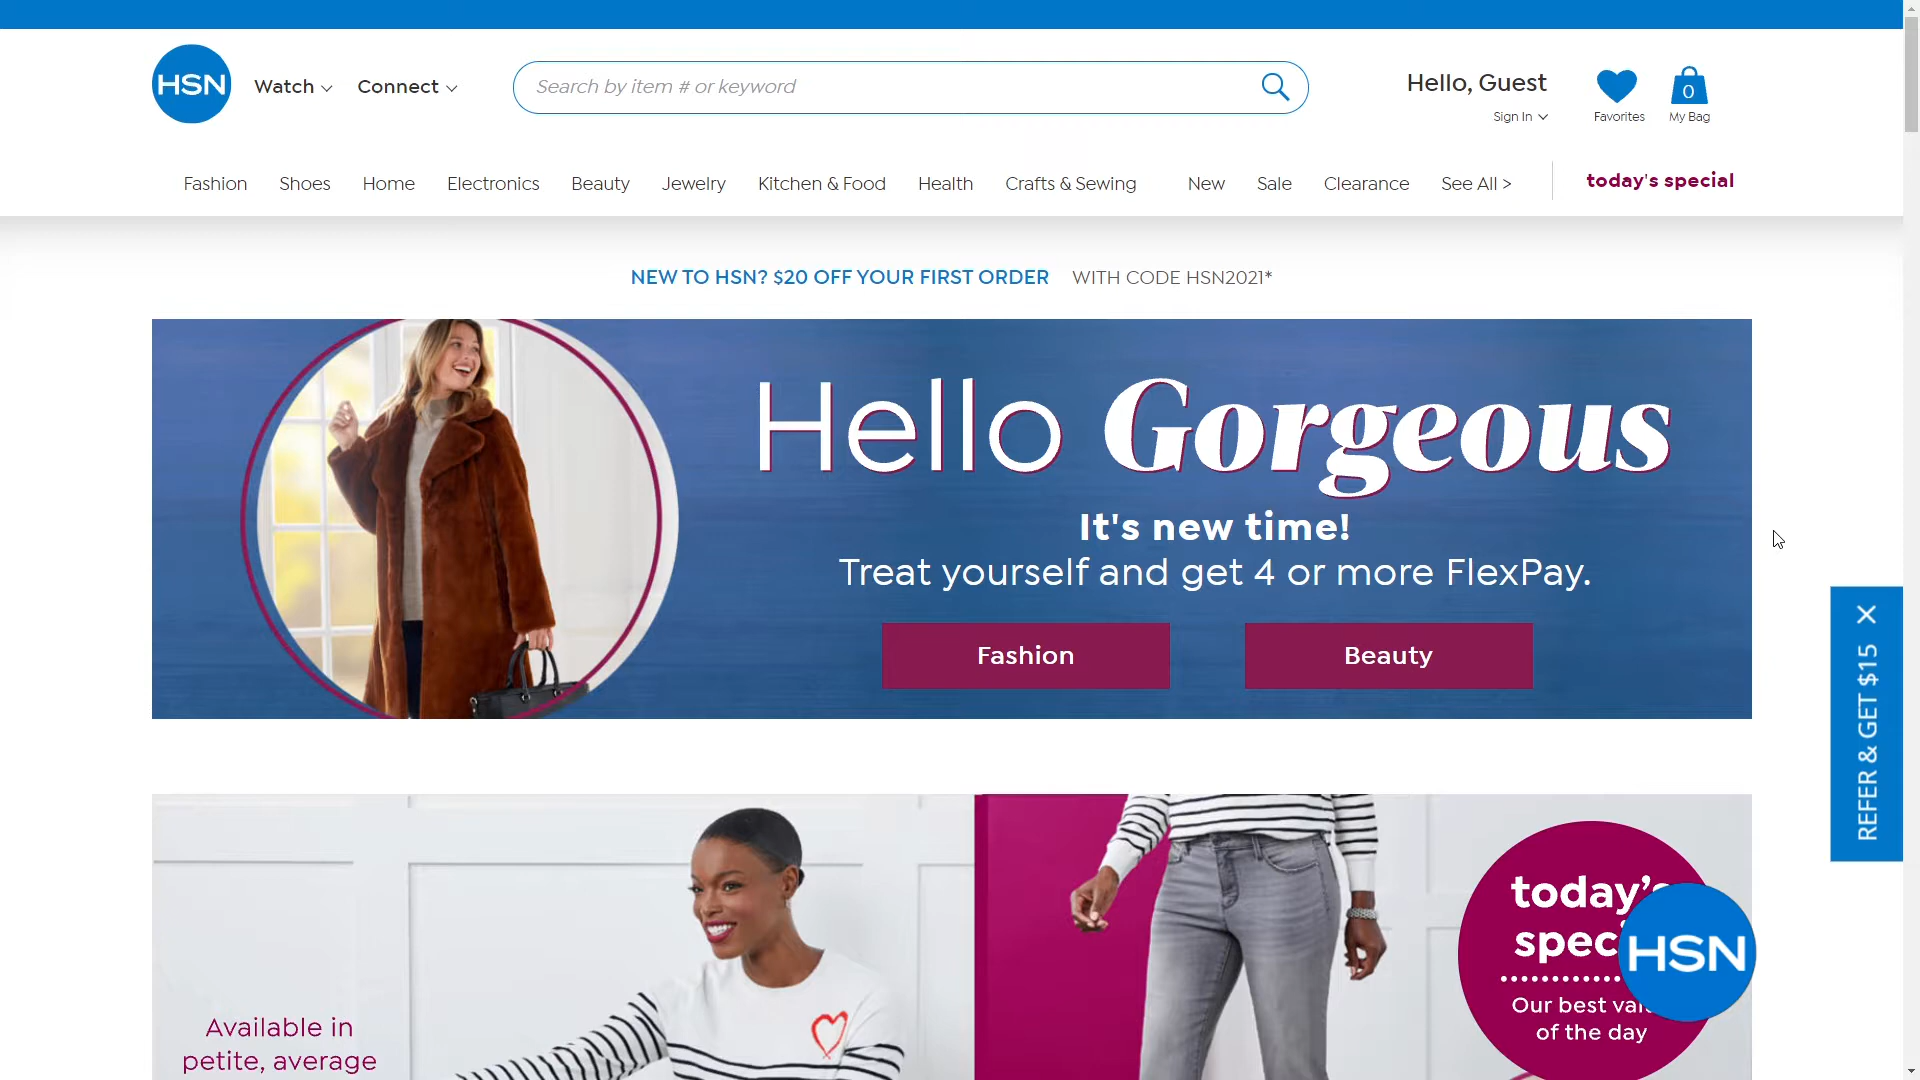 HSN
Watch
Connect
Search by item # or keyword
Hello, Guest
Sign In
Favorites
0
My Bag
Fashion
Shoes
Home
Electronics
Beauty
Jewelry
Kitchen & Food
Health
Crafts & Sewing
New
Sale
Clearance
See All >
today's special
NEW TO HSN? $20 OFF YOUR FIRST ORDER WITH CODE HSN2021*
Hello Gorgeous
It's new time!
Treat yourself and get 4 or more FlexPay.
Fashion
Beauty
REFER & GET $15
Available in
petite, average
today's
Our best
of the day
HSN